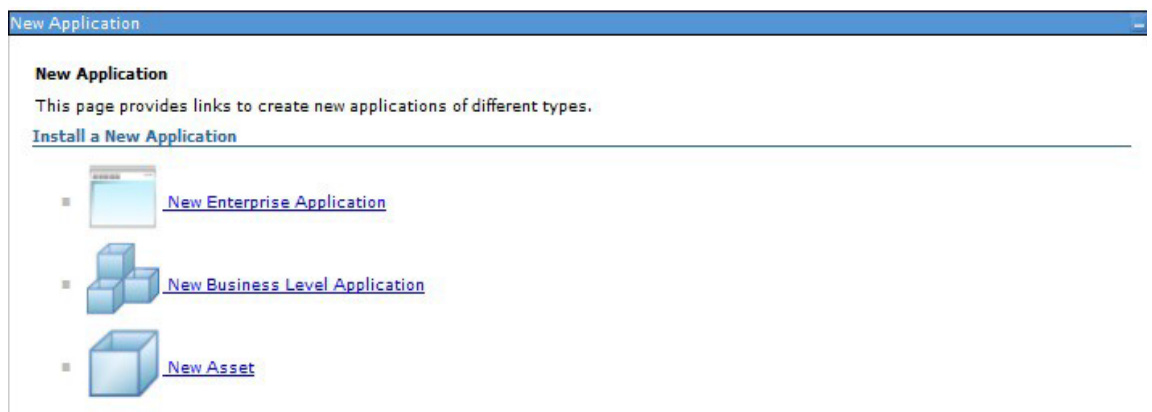 New Application
New Application
This page provides links to create new applications of different types.
Install a New Application
New Enterprise Application
New Business Level Application
New Asset